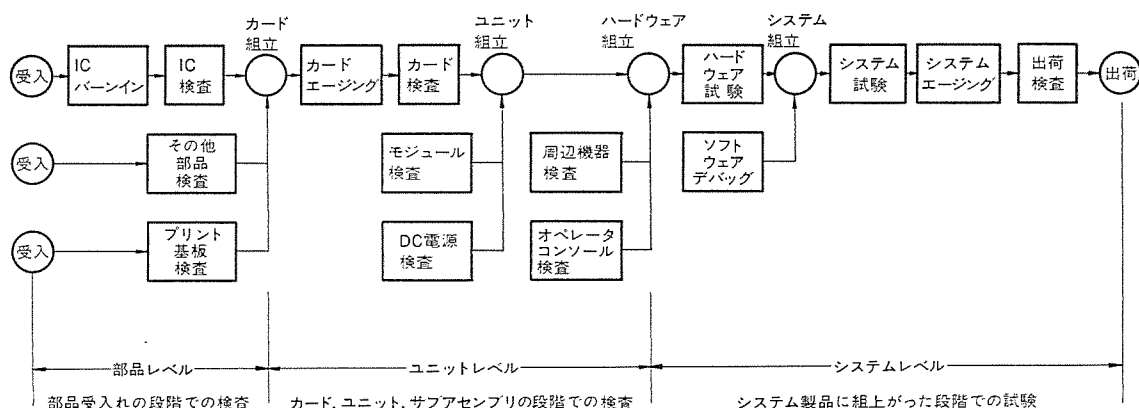 カード
組立
ユニット
組立
ハードウェア
組立
システム
組立
受入
IC
バーンイン
IC
検査
カード
エージング
カード
検査
ハード
ウェア
試験
システム
試験
システム
エージング
出荷
検査
出荷
受入
その他
部品
検査
モジュール
検査
周辺機器
検査
ソフト
ウェア
デバッグ
受入
プリント
基板
検査
DC電源
検査
オペレータ
コンソール
検査
部品レベル
ユニットレベル
システムレベル
部品受入れの段階での検査
カード,ユニット,サブアセンブリの段階での検査
システム製品に組上がった段階での試験